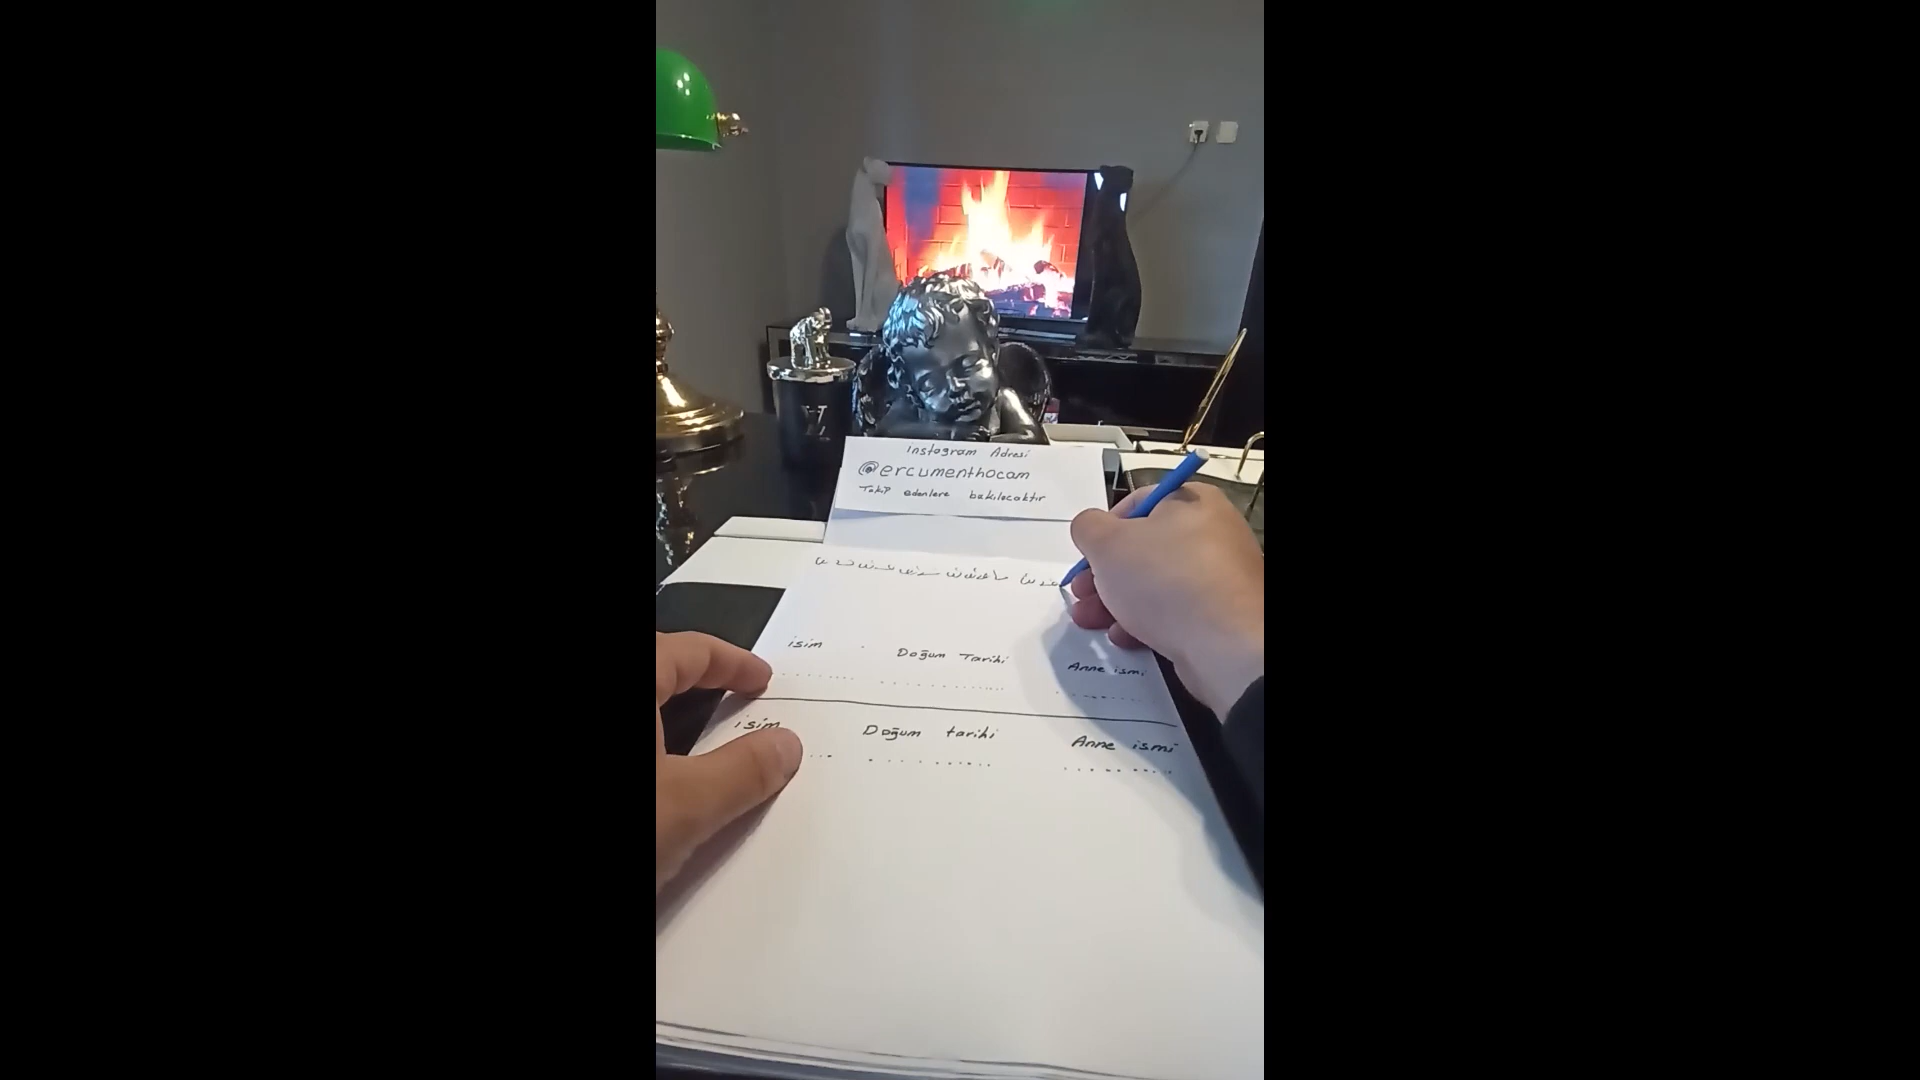 instagram Adresi
@ercumenthocam
Takip edenlere bakılacaktır
isim Doğum Tarihi Anne ismi
isim Doğum tarihi Anne ismi